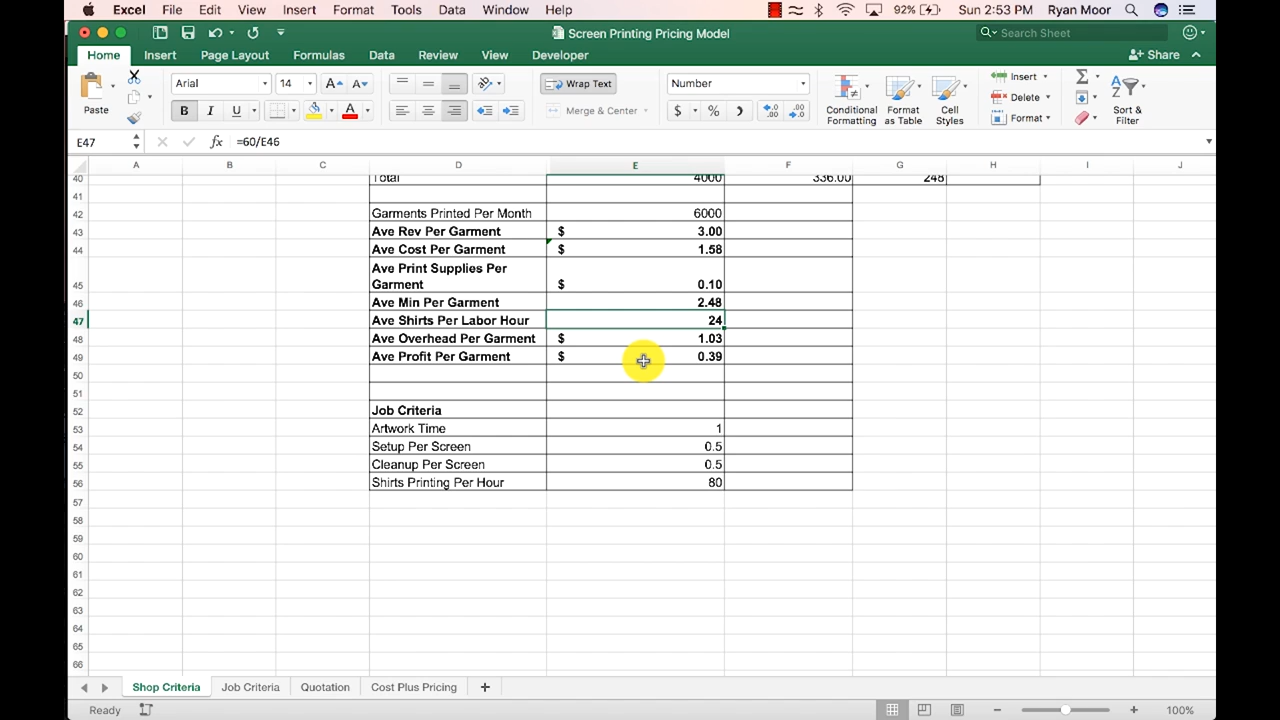 Excel File Edit View Insert Format Tools Data Window Help 92% Sun 2:53 PM Ryan Moor
Screen Printing Pricing Model Search Sheet
Home Insert Page Layout Formulas Data Review View Developer Share
Paste Arial 14 A A Wrap Text Number Insert
B I U A Merge & Center $ % Conditional Formatting Format as Table Cell Styles Delete Format Sort & Filter
E47 fx =60/E46
A B C D E F G H I J
40 Total 4000 336.00 248
41
42 Garments Printed Per Month 6000
43 Ave Rev Per Garment $ 3.00
44 Ave Cost Per Garment $ 1.58
Ave Print Supplies Per
45 Garment $ 0.10
46 Ave Min Per Garment 2.48
47 Ave Shirts Per Labor Hour 24
48 Ave Overhead Per Garment $ 1.03
49 Ave Profit Per Garment $ 0.39
50
51
52 Job Criteria
53 Artwork Time 1
54 Setup Per Screen 0.5
55 Cleanup Per Screen 0.5
56 Shirts Printing Per Hour 80
57
58
59
60
61
62
63
64
65
66
Shop Criteria Job Criteria Quotation Cost Plus Pricing
Ready 100%